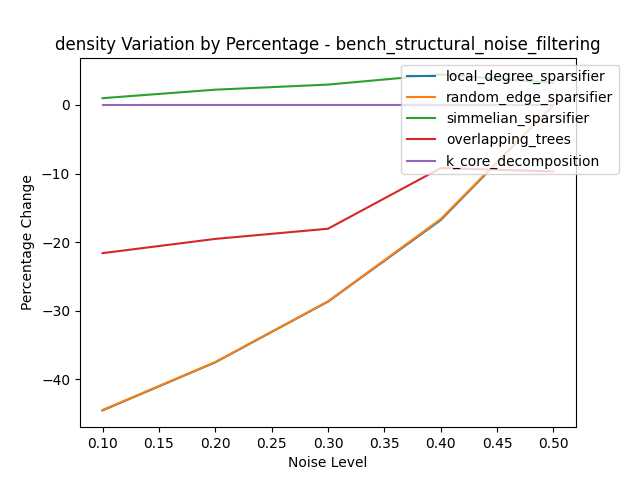 density Variation by Percentage - bench_structural_noise_filtering
local_degree_sparsifier
random_edge_sparsifier
simmelian_sparsifier
overlapping_trees
k_core_decomposition
Percentage Change
0
−10
−20
−30
−40
0.10 0.15 0.20 0.25 0.30 0.35 0.40 0.45 0.50
Noise Level